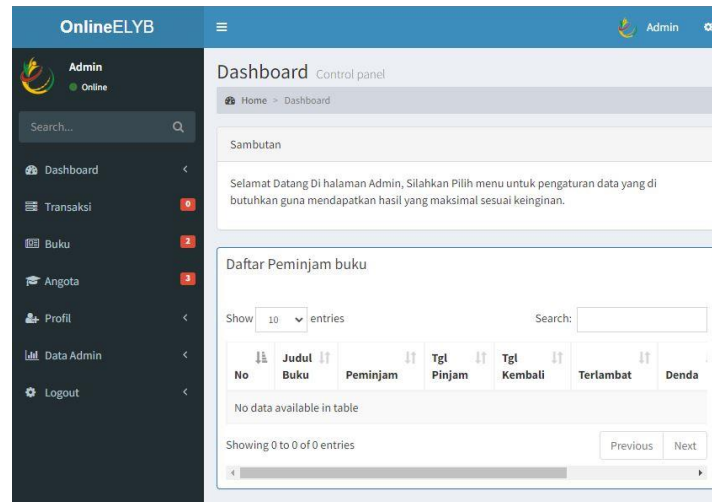 OnlineELYB
Admin
Admin
Online
Search...
Dashboard
Transaksi 0
Buku 2
Angota 3
Profil
Data Admin
Logout
Dashboard Control panel
Home > Dashboard
Sambutan
Selamat Datang Di halaman Admin, Silahkan Pilih menu untuk pengaturan data yang di
butuhkan guna mendapatkan hasil yang maksimal sesuai keinginan.
Daftar Peminjam buku
Show 10 entries Search:
No Judul Buku Peminjam Tgl Pinjam Tgl Kembali Terlambat Denda
No data available in table
Showing 0 to 0 of 0 entries Previous Next